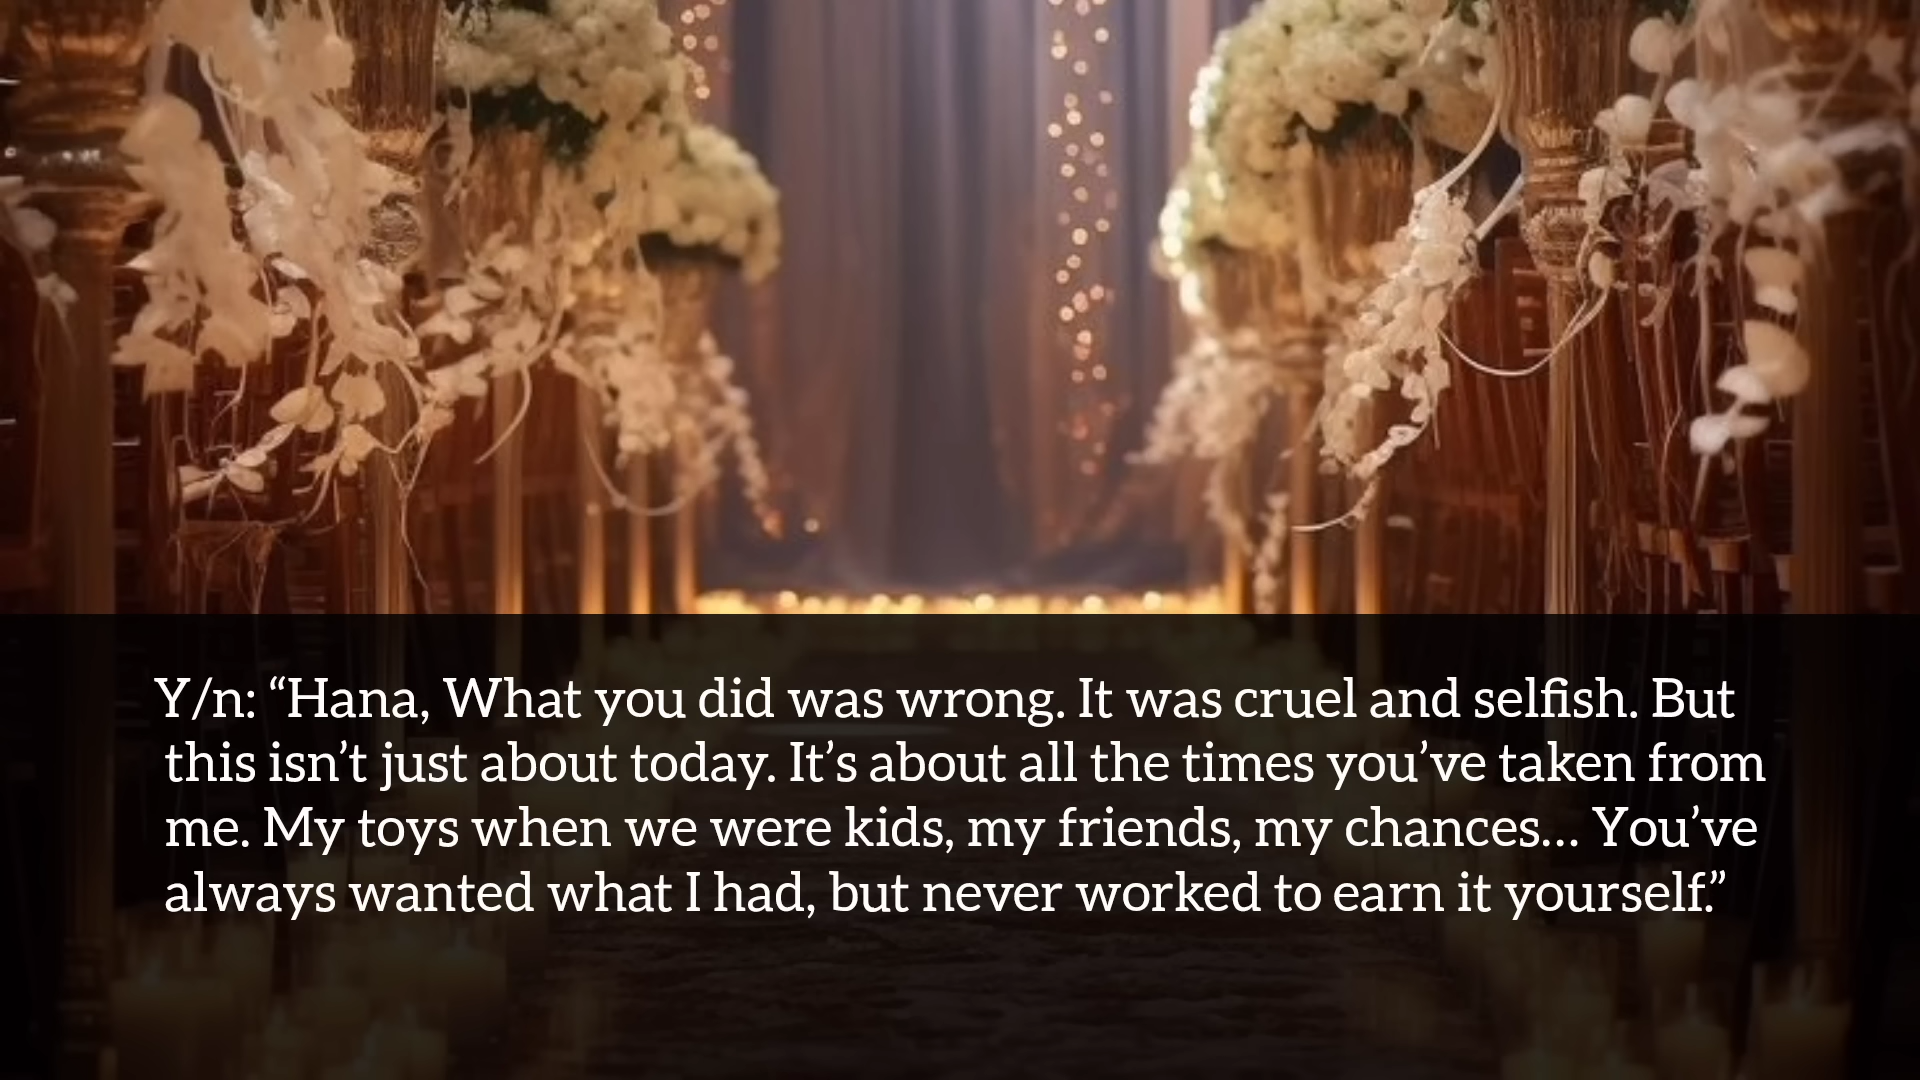 Y/n: “Hana, What you did was wrong. It was cruel and selfish. But
this isn’t just about today. It’s about all the times you’ve taken from
me. My toys when we were kids, my friends, my chances… You’ve
always wanted what I had, but never worked to earn it yourself.”